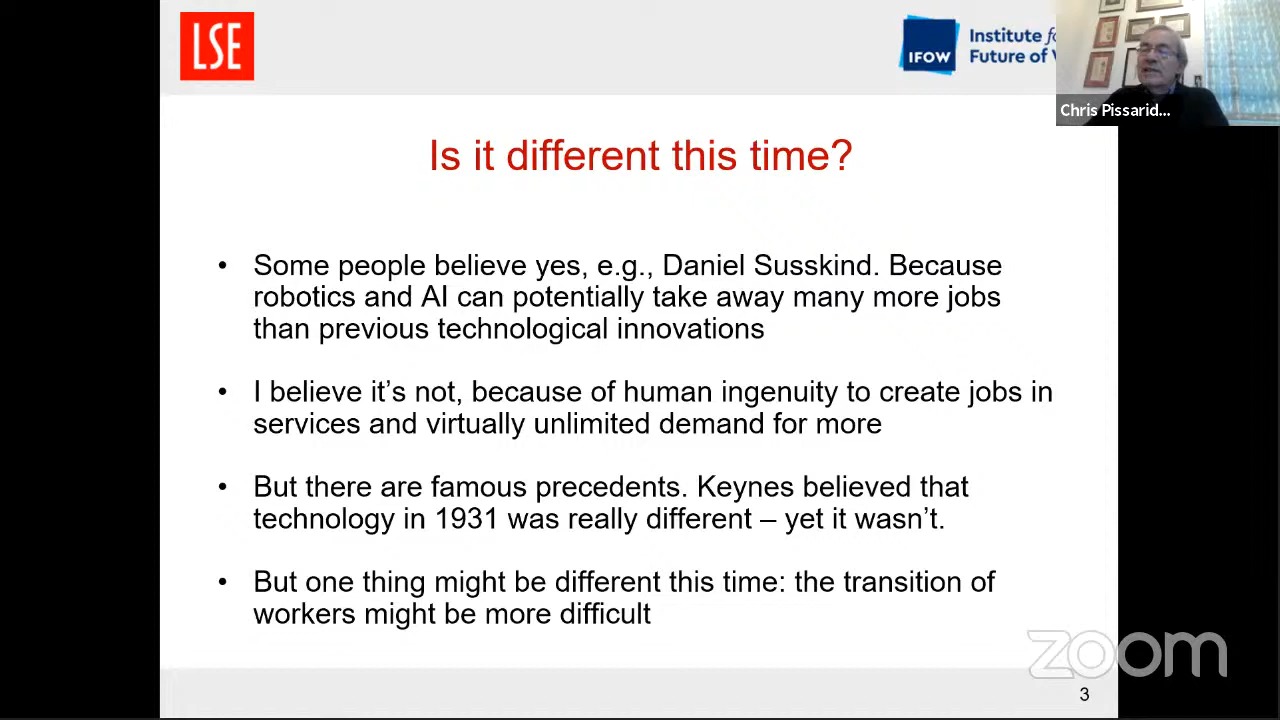 LSE
IFOW
Institute for
Future of
Chris Pissarid...
Is it different this time?
• Some people believe yes, e.g., Daniel Susskind. Because
robotics and AI can potentially take away many more jobs
than previous technological innovations
• I believe it’s not, because of human ingenuity to create jobs in
services and virtually unlimited demand for more
• But there are famous precedents. Keynes believed that
technology in 1931 was really different – yet it wasn’t.
• But one thing might be different this time: the transition of
workers might be more difficult
zoom
3